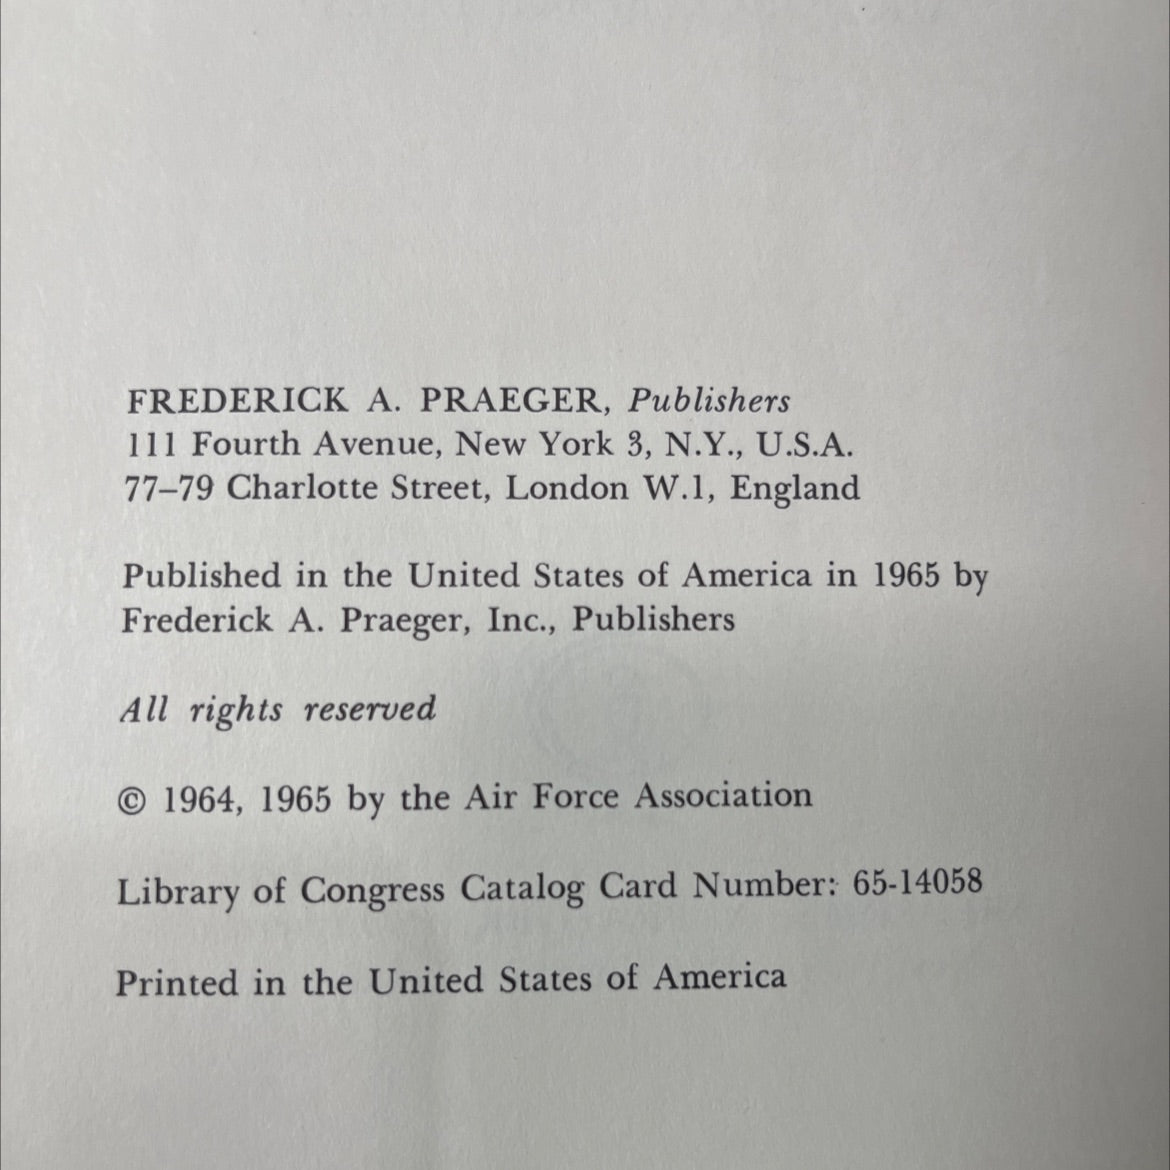 FREDERICK A. PRAEGER, Publishers
111 Fourth Avenue, New York 3, N.Y., U.S.A.
77–79 Charlotte Street, London W.1, England
Published in the United States of America in 1965 by
Frederick A. Praeger, Inc., Publishers
All rights reserved
© 1964, 1965 by the Air Force Association
Library of Congress Catalog Card Number: 65-14058
Printed in the United States of America